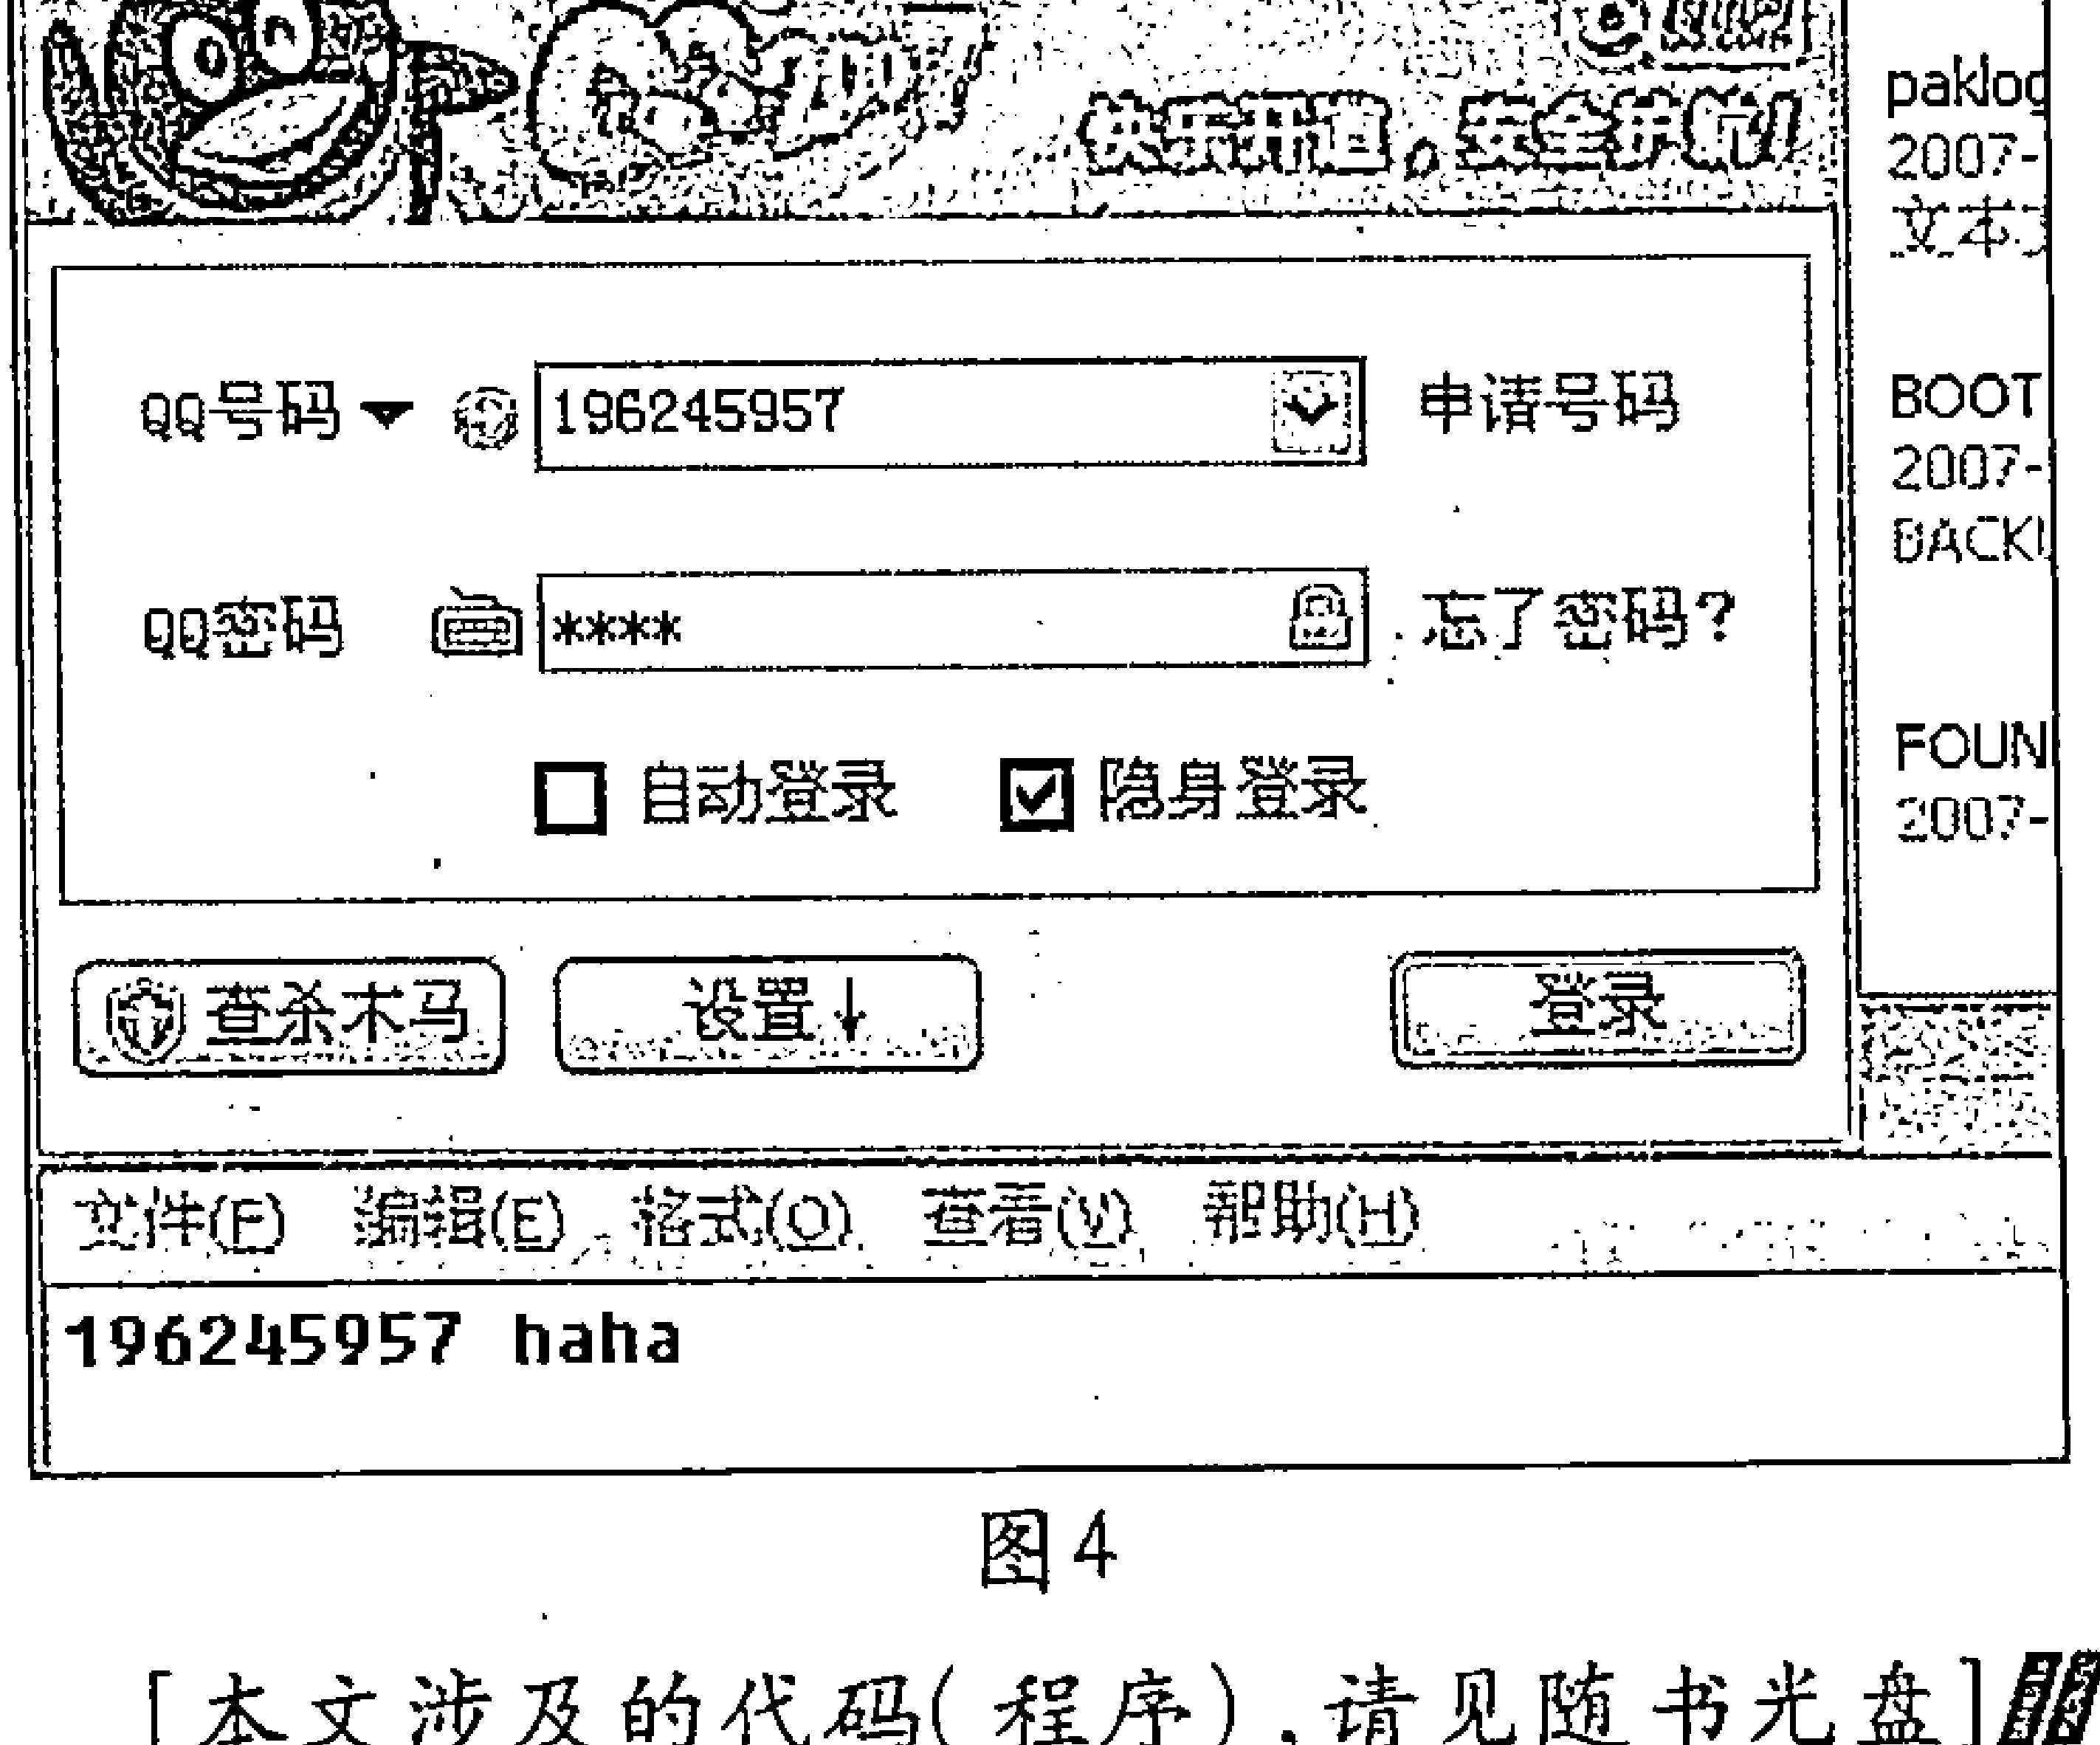 快乐开道。安全护航!
paklog
2007-
文本文
QQ号码 196245957 申请号码
BOOT
2007-
BACKU
QQ密码 **** 忘了密码?
自动登录 隐身登录
FOUN
2007-
查杀木马 设置↓ 登录
文件(F) 编辑(E) 格式(O) 查看(V) 帮助(H)
196245957 haha
图4
[本文涉及的代码(程序),请见随书光盘]